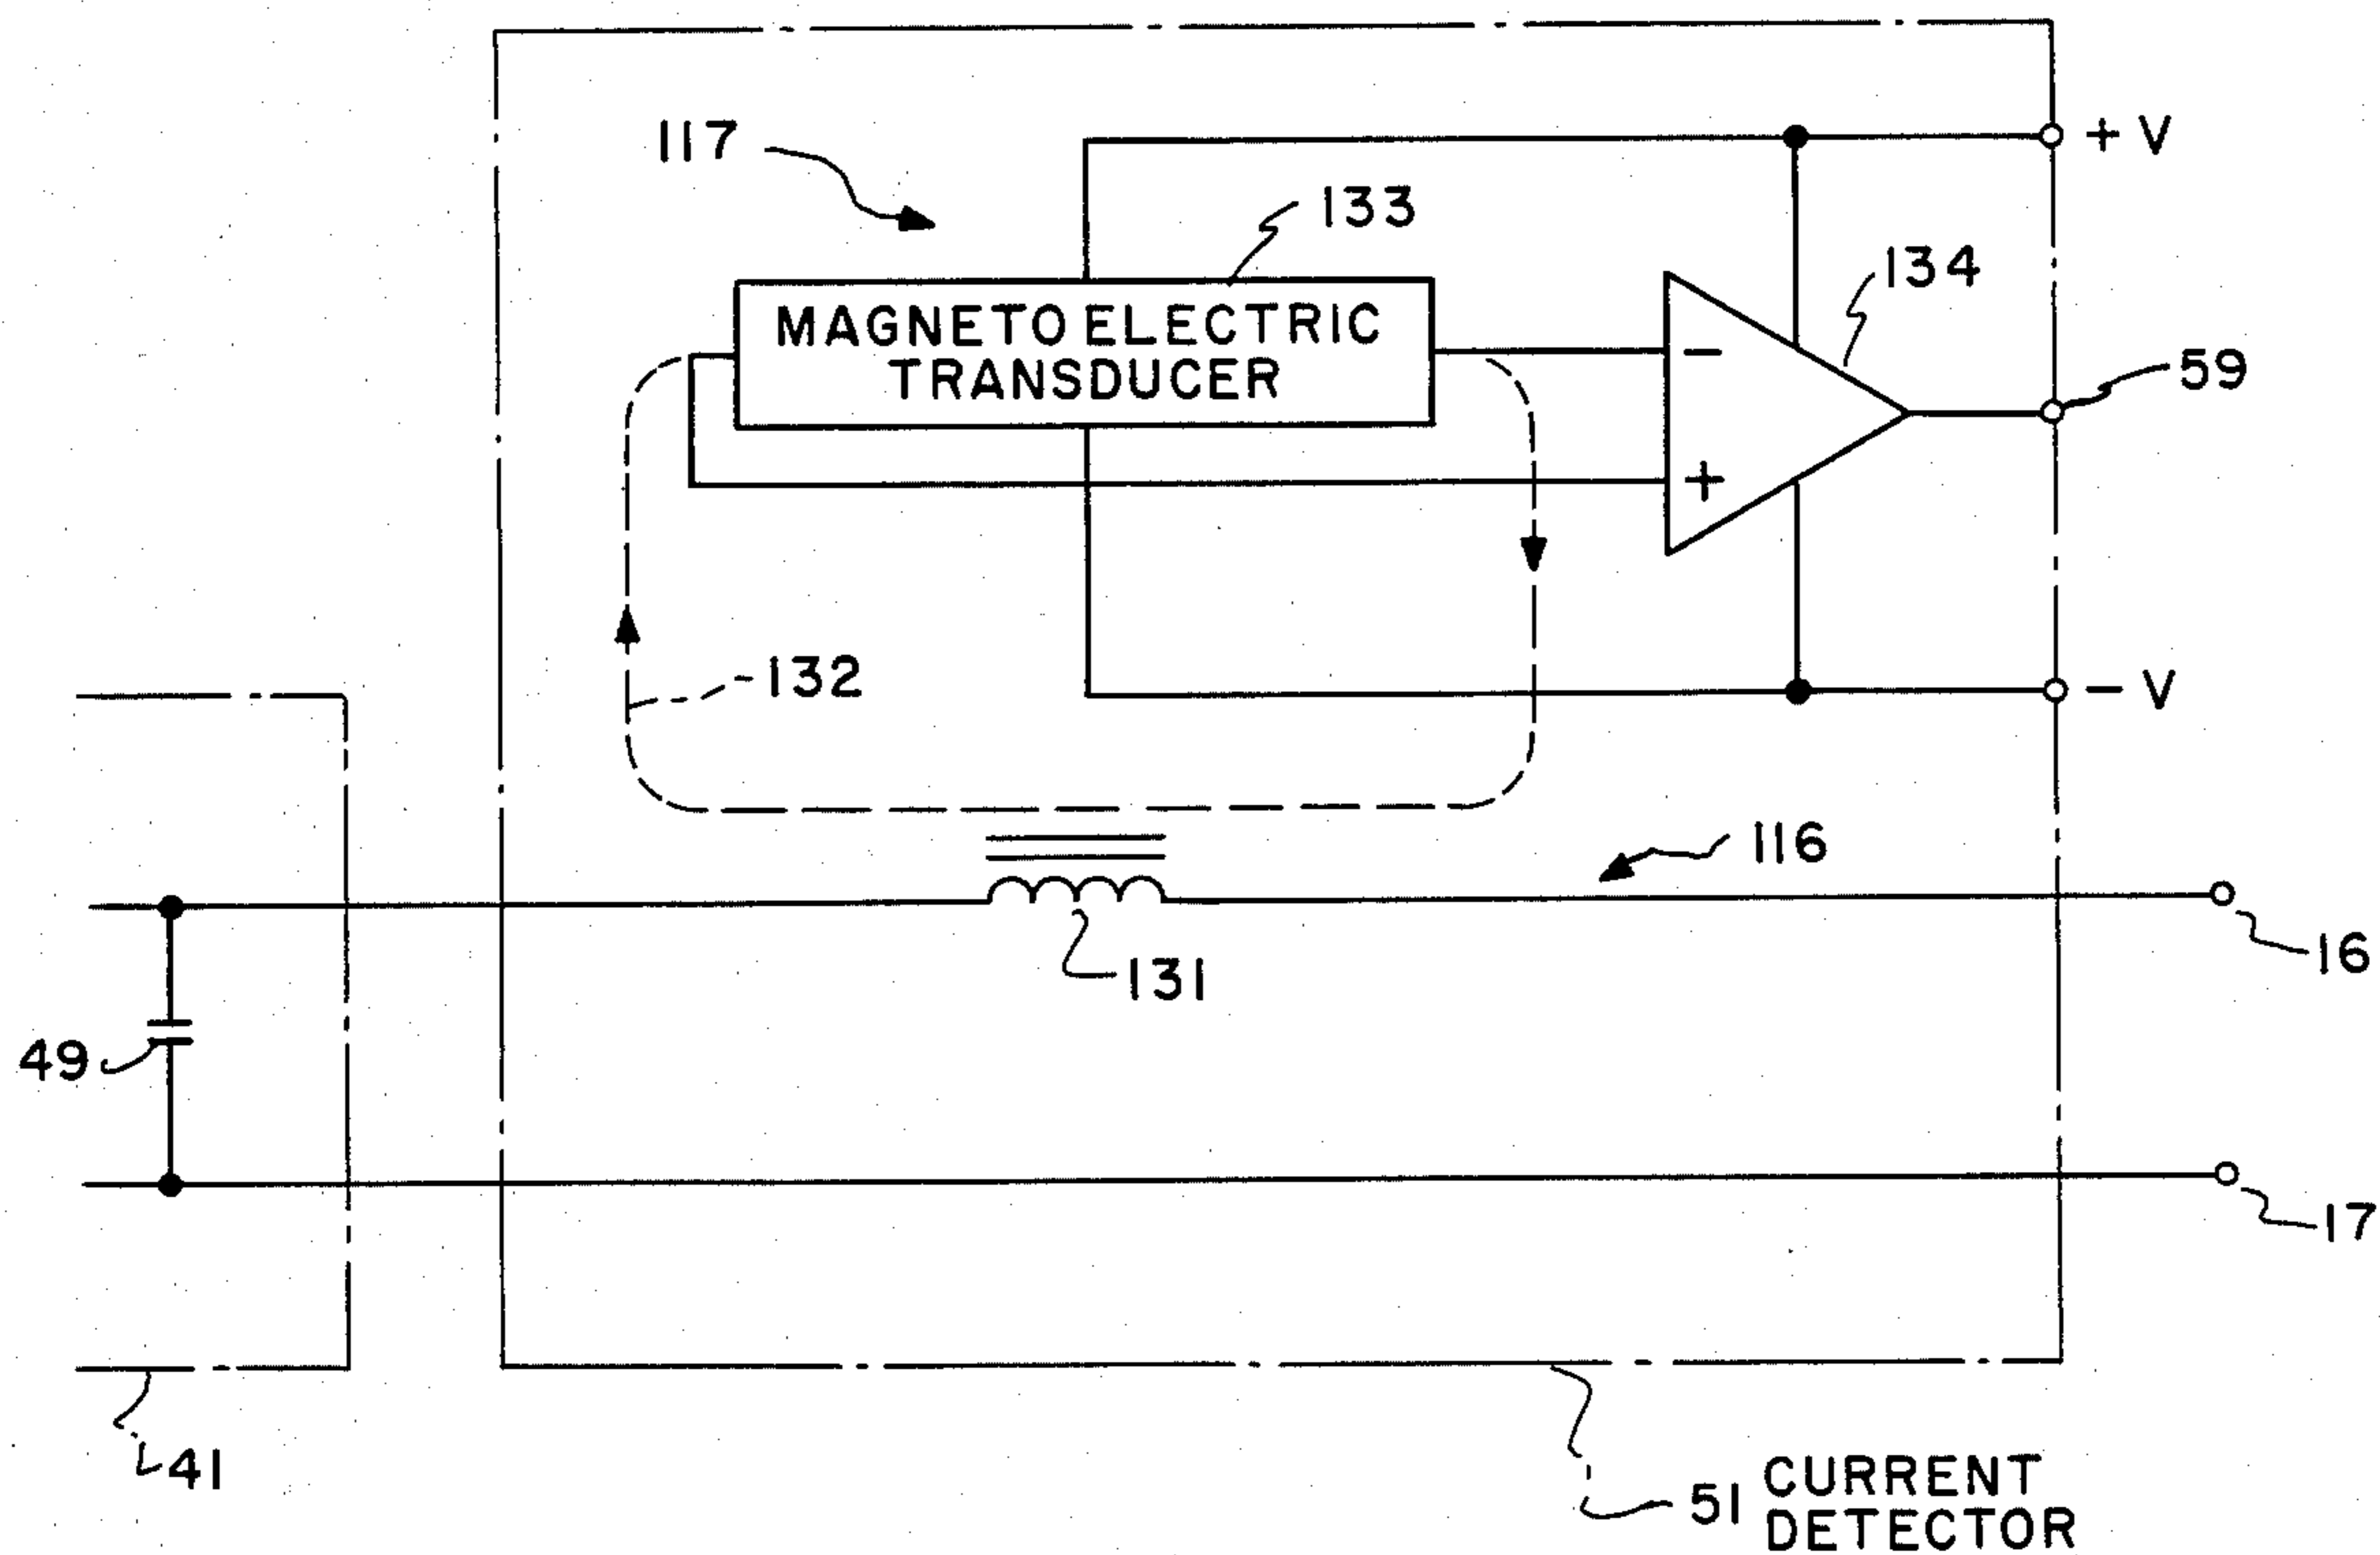 117
+ V
133
134
MAGNETO ELECTRIC
TRANSDUCER
−
59
+
132
− V
116
16
131
49
17
41
51 CURRENT
DETECTOR